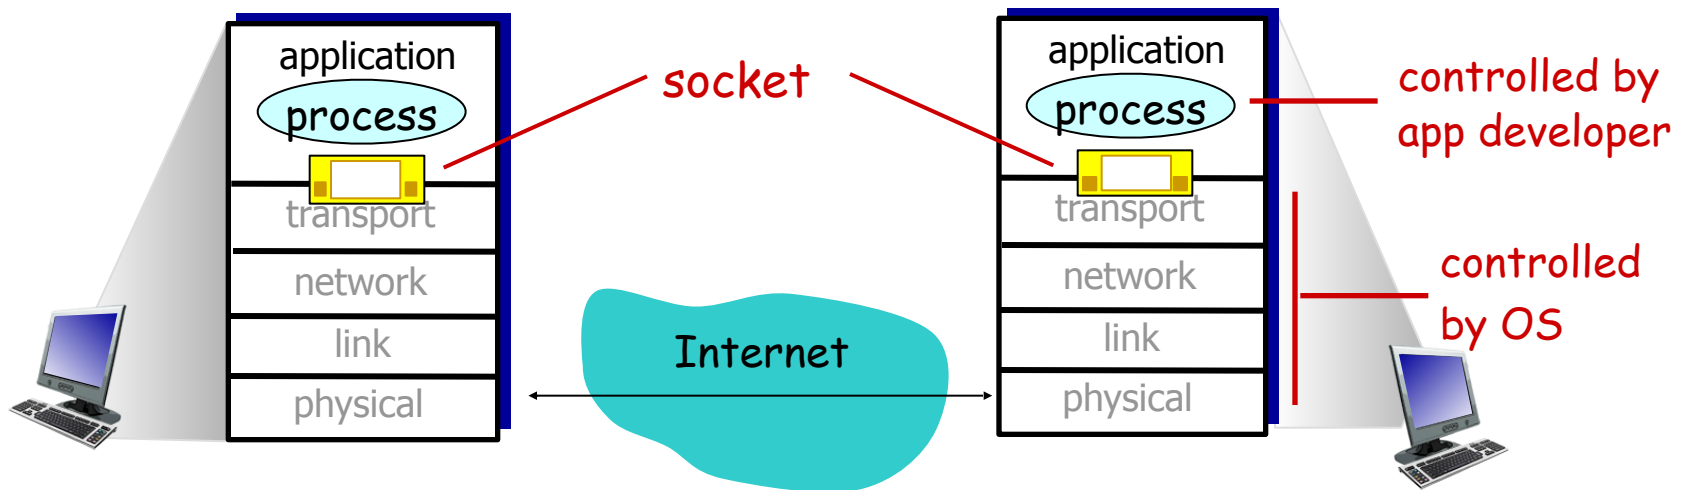 application
process
transport
network
link
physical
socket
Internet
application
process
transport
network
link
physical
controlled by
app developer
controlled
by OS